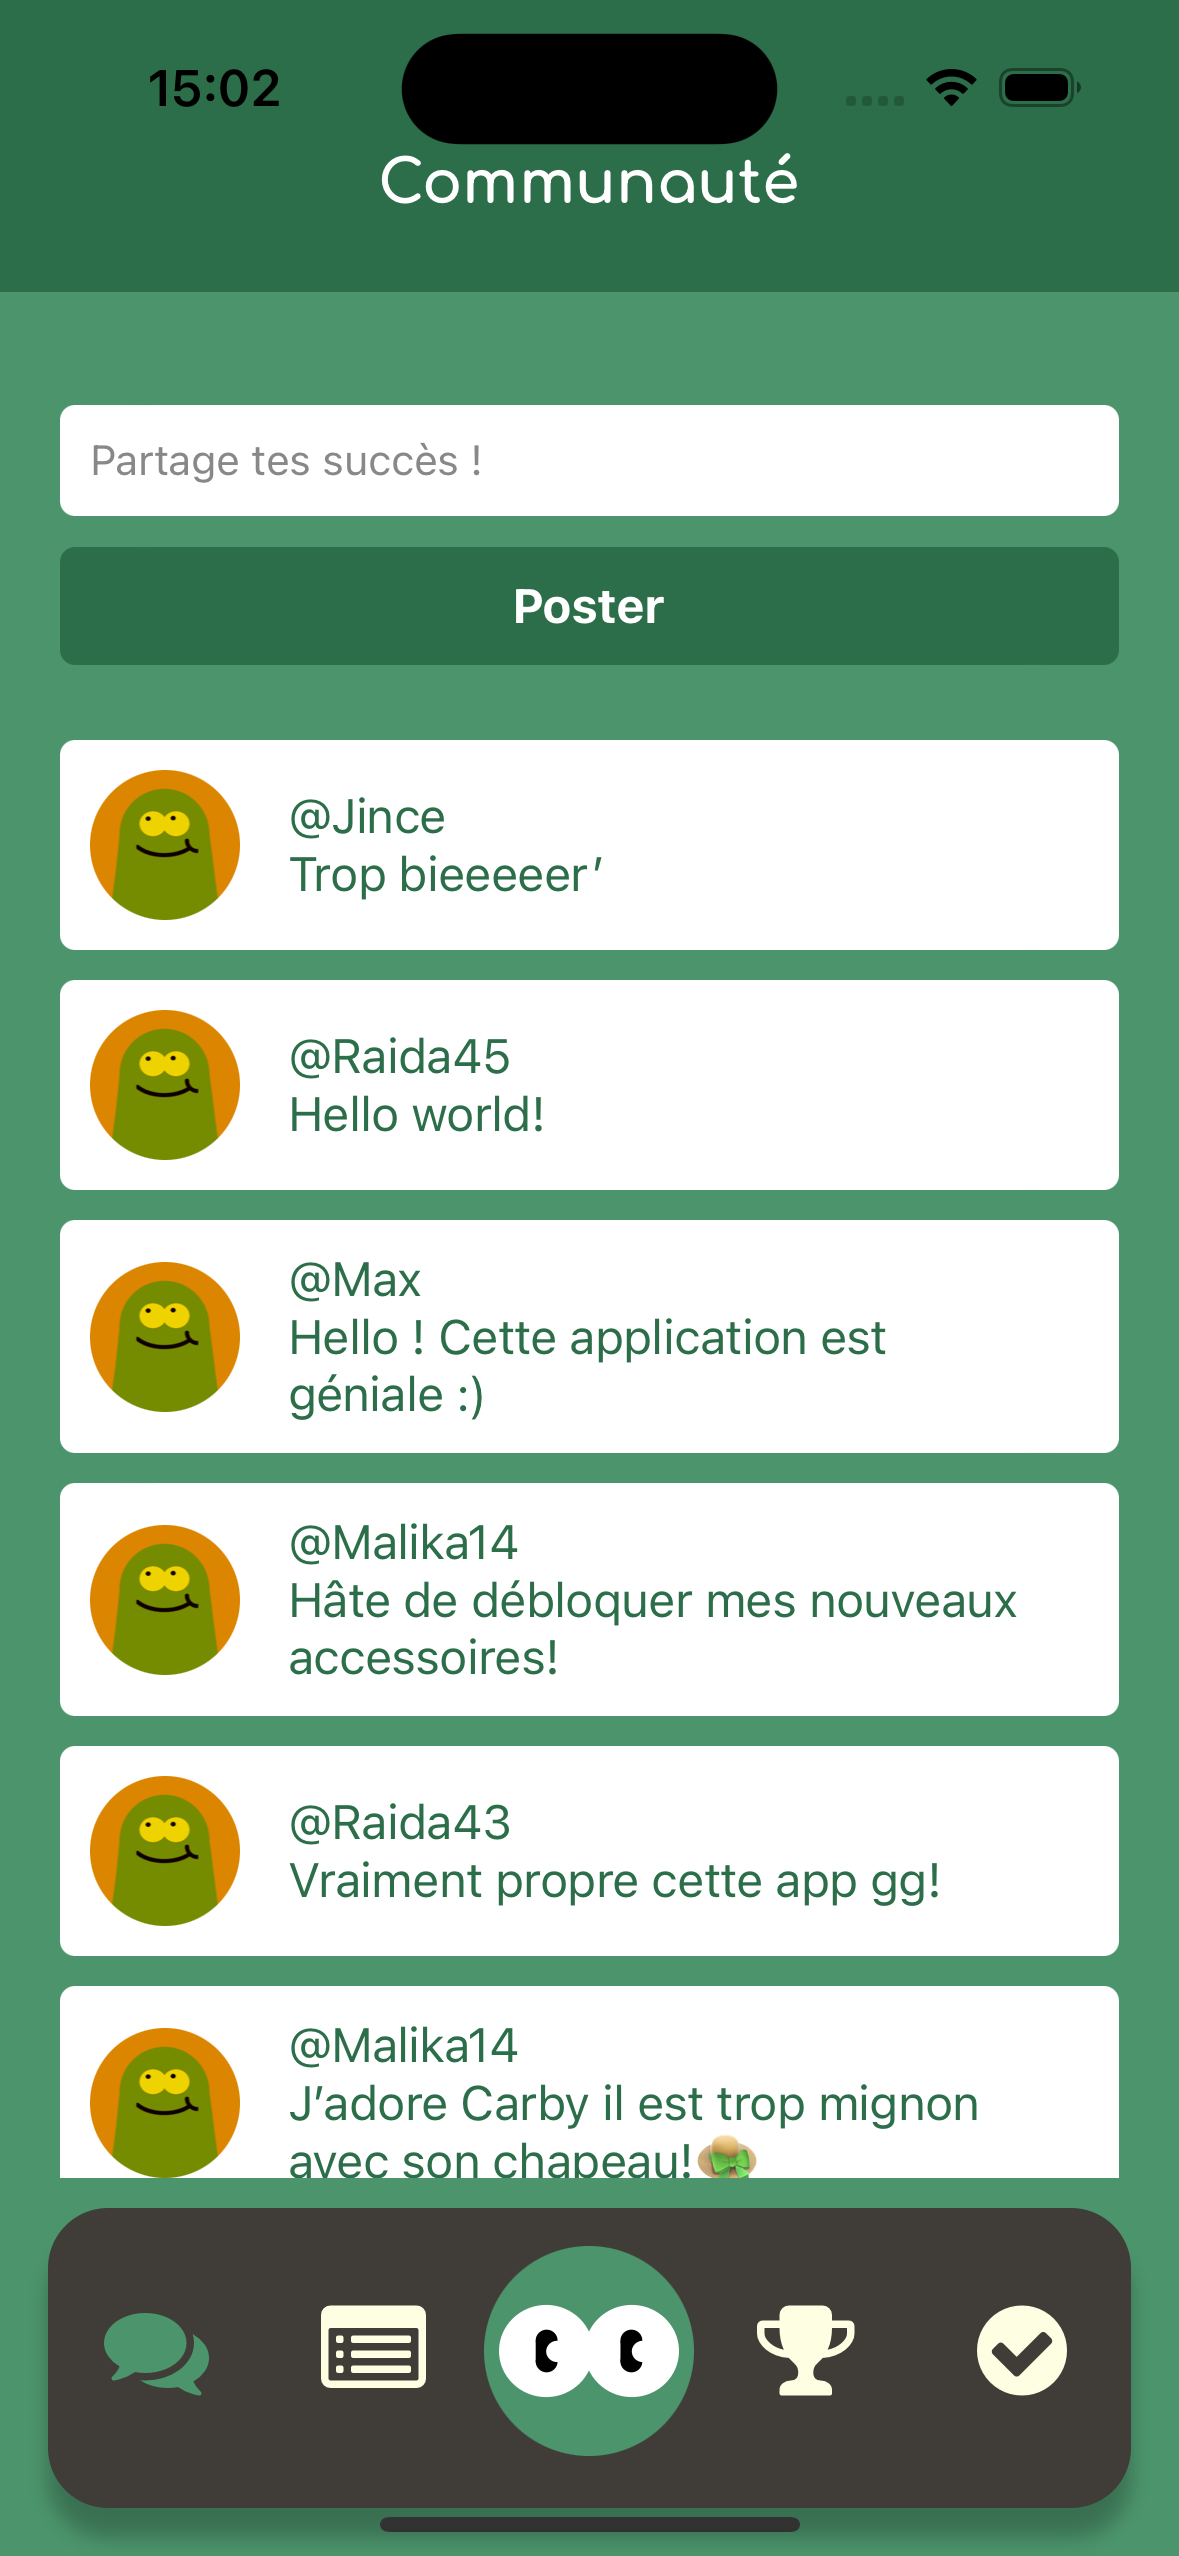 15:02
Communauté
Partage tes succès !
Poster
@Jince
Trop bieeeeer’
@Raida45
Hello world!
@Max
Hello ! Cette application est
géniale :)
@Malika14
Hâte de débloquer mes nouveaux
accessoires!
@Raida43
Vraiment propre cette app gg!
@Malika14
J’adore Carby il est trop mignon
avec son chapeau!👒